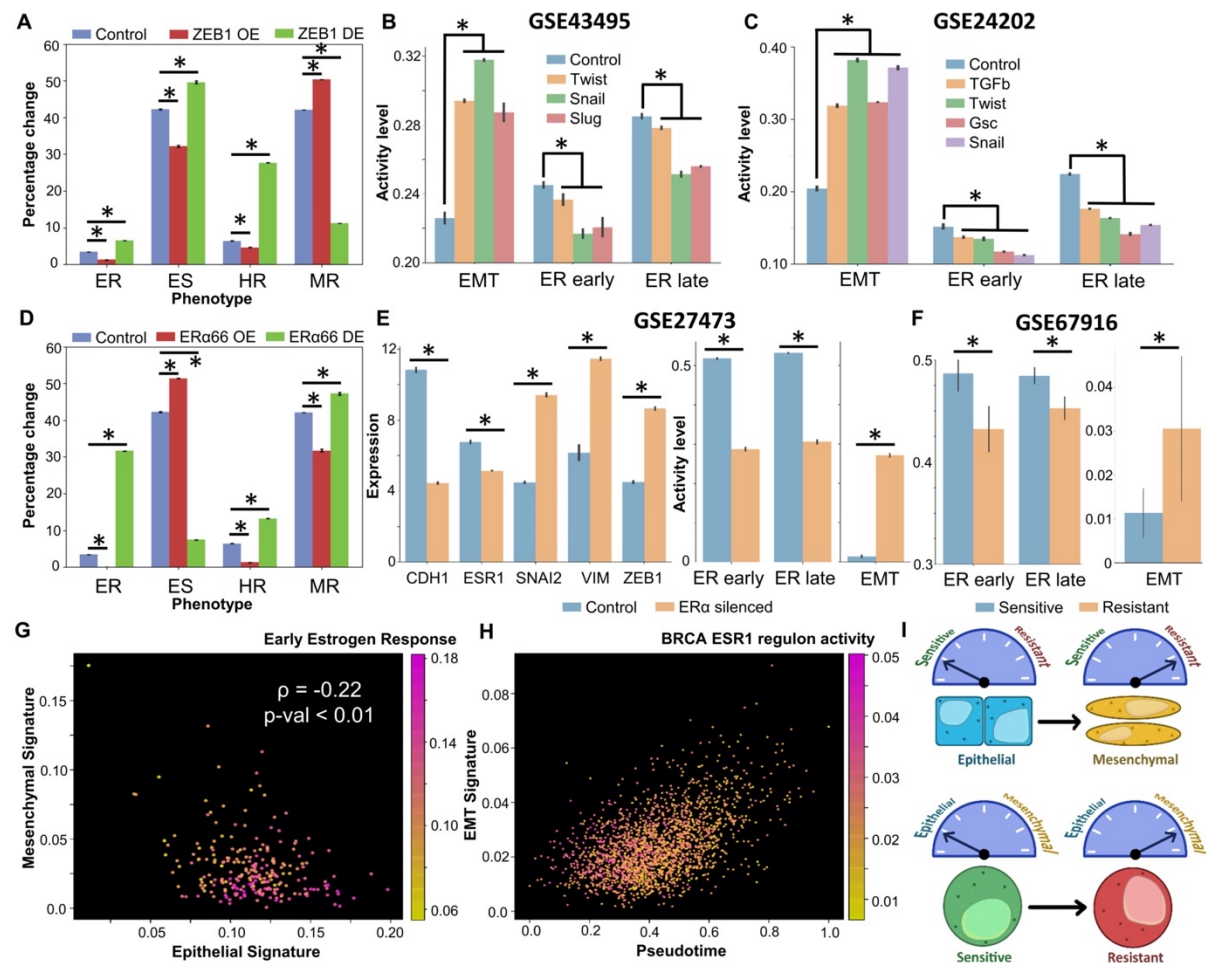 A
Control ZEB1 OE ZEB1 DE
Percentage change
60
50
40
30
20
10
0
ER ES HR MR
Phenotype
* * * * * * * *
B
GSE43495
Activity level
0.32
0.28
0.24
0.20
Control
Twist
Snail
Slug
* * *
EMT ER early ER late
C
GSE24202
Activity level
0.40
0.30
0.20
0.10
Control
TGFb
Twist
Gsc
Snail
* * *
EMT ER early ER late
D
Control ERα66 OE ERα66 DE
Percentage change
60
50
40
30
20
10
0
ER ES HR MR
Phenotype
* * * * * * * *
E
GSE27473
Expression
12
8
4
0
* * * * *
CDH1 ESR1 SNAI2 VIM ZEB1
Activity level
0.5
0
* * *
ER early ER late EMT
Control ERα silenced
F
GSE67916
0.5
0.4
0.3
* * *
0.04
0.03
0.02
0.01
0
ER early ER late EMT
Sensitive Resistant
G
Early Estrogen Response
Mesenchymal Signature
0.15
0.10
0.05
0.0
ρ = -0.22
p-val < 0.01
0.05 0.10 0.15 0.20
Epithelial Signature
0.18
0.14
0.10
0.06
H
BRCA ESR1 regulon activity
EMT Signature
0.08
0.06
0.04
0.02
0.0
0.0 0.2 0.4 0.6 0.8 1.0
Pseudotime
0.05
0.04
0.03
0.02
0.01
I
Sensitive Resistant Sensitive Resistant
Epithelial Mesenchymal
Epithelial Mesenchymal Epithelial Mesenchymal
Sensitive Resistant